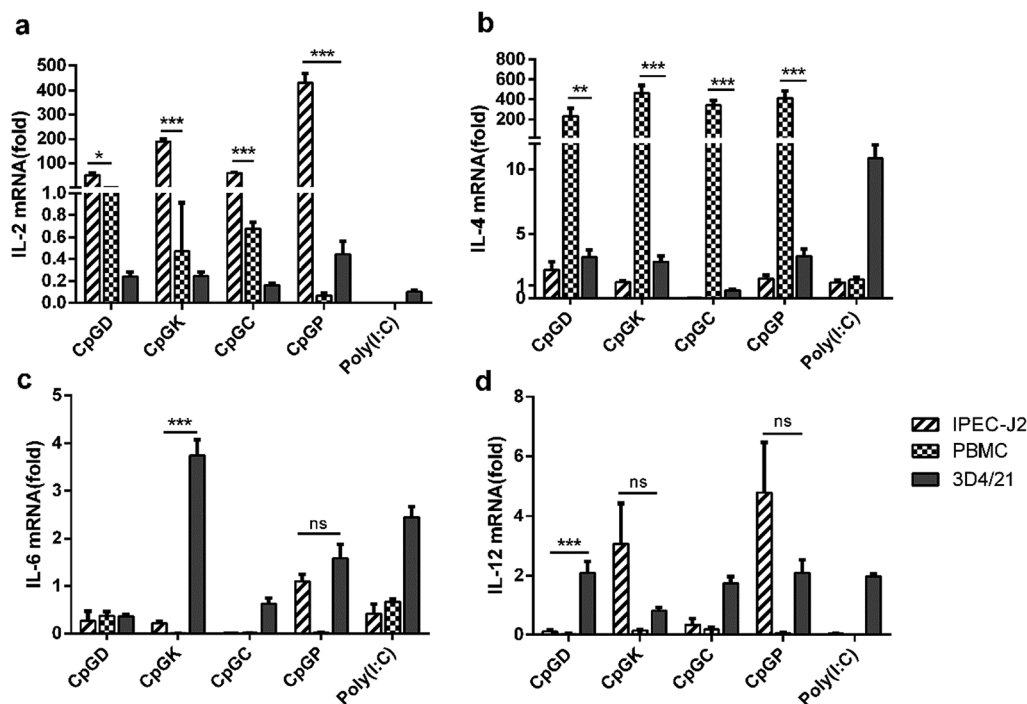 a
IL-2 mRNA(fold)
500
400
300
200
100
1.0
0.8
0.6
0.4
0.2
0.0
*
***
***
***
CpGD
CpGK
CpGC
CpGP
Poly(I:C)
b
IL-4 mRNA(fold)
800
600
400
200
10
5
0
**
***
***
***
CpGD
CpGK
CpGC
CpGP
Poly(I:C)
c
IL-6 mRNA(fold)
5
4
3
2
1
0
***
ns
CpGD
CpGK
CpGC
CpGP
Poly(I:C)
d
IL-12 mRNA(fold)
8
6
4
2
0
***
ns
ns
CpGD
CpGK
CpGC
CpGP
Poly(I:C)
IPEC-J2
PBMC
3D4/21